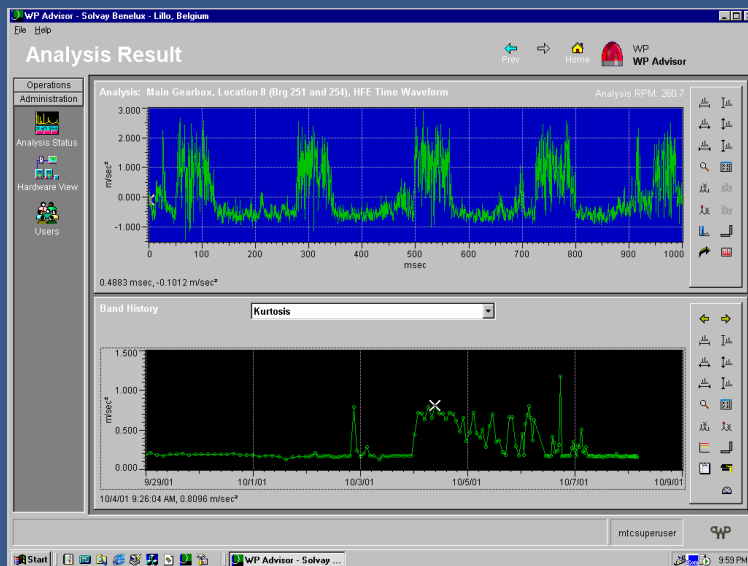 WP Advisor - Solvay Benelux - Lillo, Belgium
File Help
Analysis Result
Prev
Home
WP
WP Advisor
Operations
Administration
Analysis Status
Hardware View
Users
Analysis: Main Gearbox, Location 8 (Brg 251 and 254), HFE Time Waveform
Analysis RPM: 260.7
3.000
2.000
1.000
0.000
-1.000
m/sec²
0 100 200 300 400 500 600 700 800 900 1000
msec
0.4883 msec, -0.1012 m/sec²
Band History
Kurtosis
1.500
1.000
0.500
0.000
m/sec²
9/29/01 10/1/01 10/3/01 10/5/01 10/7/01 10/9/01
10/4/01 9:26:04 AM, 0.8096 m/sec²
mtcsuperuser
WP
Start
WP Advisor - Solvay ...
9:59 PM